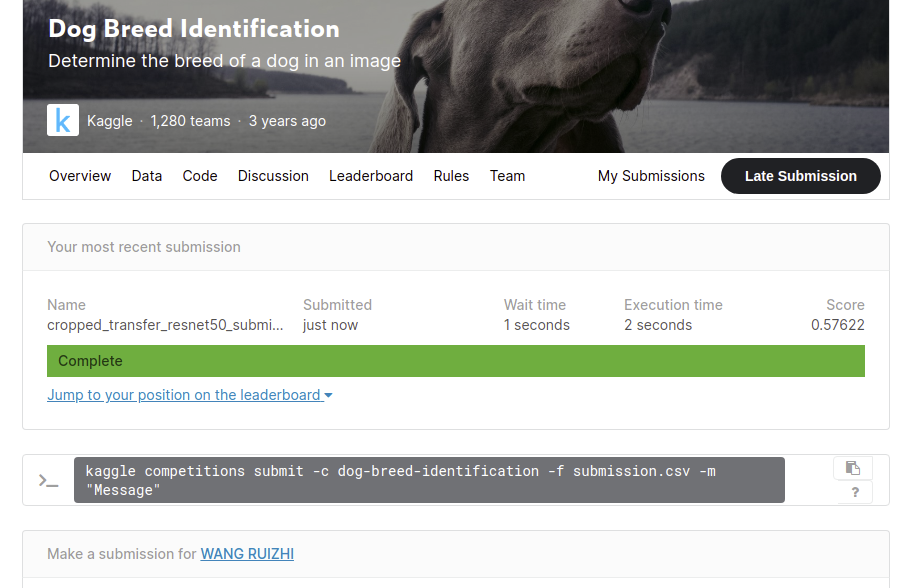 Dog Breed Identification
Determine the breed of a dog in an image
k
Kaggle · 1,280 teams · 3 years ago
Overview Data Code Discussion Leaderboard Rules Team My Submissions Late Submission
Your most recent submission
Name Submitted Wait time Execution time Score
cropped_transfer_resnet50_submi... just now 1 seconds 2 seconds 0.57622
Complete
Jump to your position on the leaderboard
>_ kaggle competitions submit -c dog-breed-identification -f submission.csv -m
"Message"
?
Make a submission for WANG RUIZHI